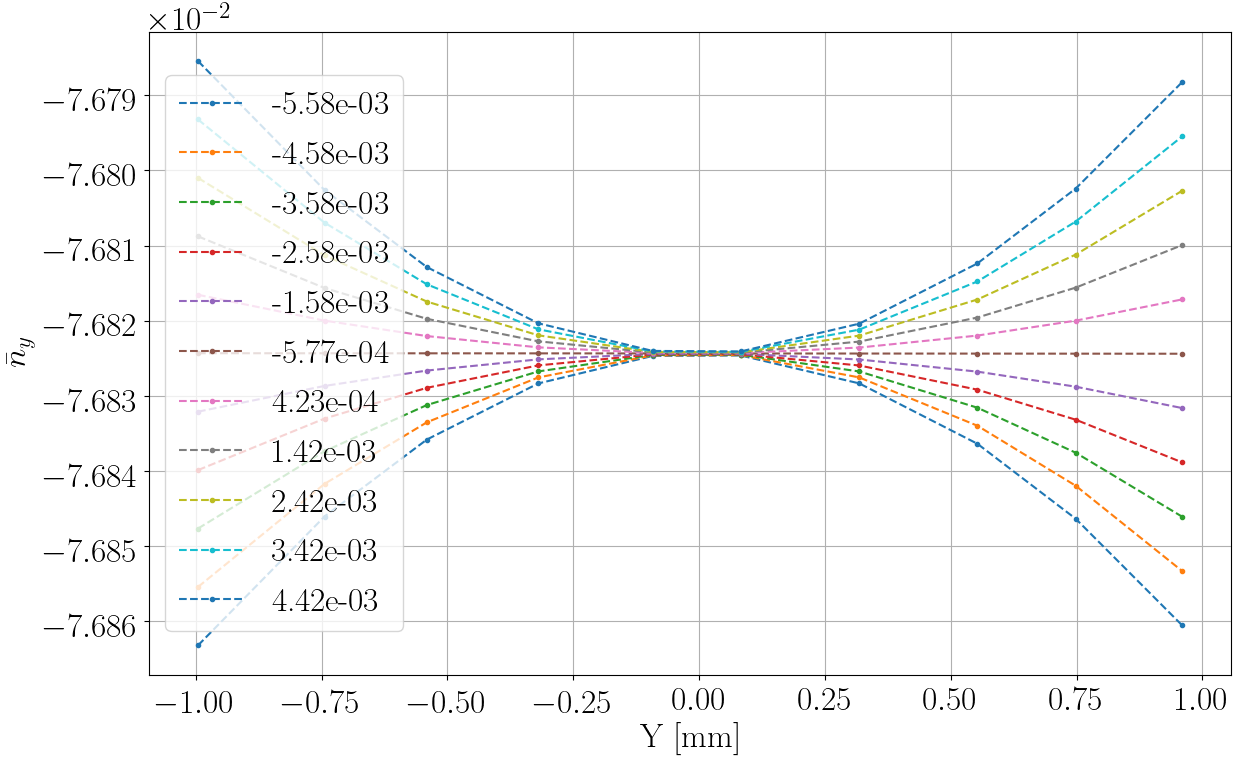 ×10⁻²
−7.679
−7.680
−7.681
−7.682
−7.683
−7.684
−7.685
−7.686
n̄_y
-5.58e-03
-4.58e-03
-3.58e-03
-2.58e-03
-1.58e-03
-5.77e-04
4.23e-04
1.42e-03
2.42e-03
3.42e-03
4.42e-03
−1.00 −0.75 −0.50 −0.25 0.00 0.25 0.50 0.75 1.00
Y [mm]